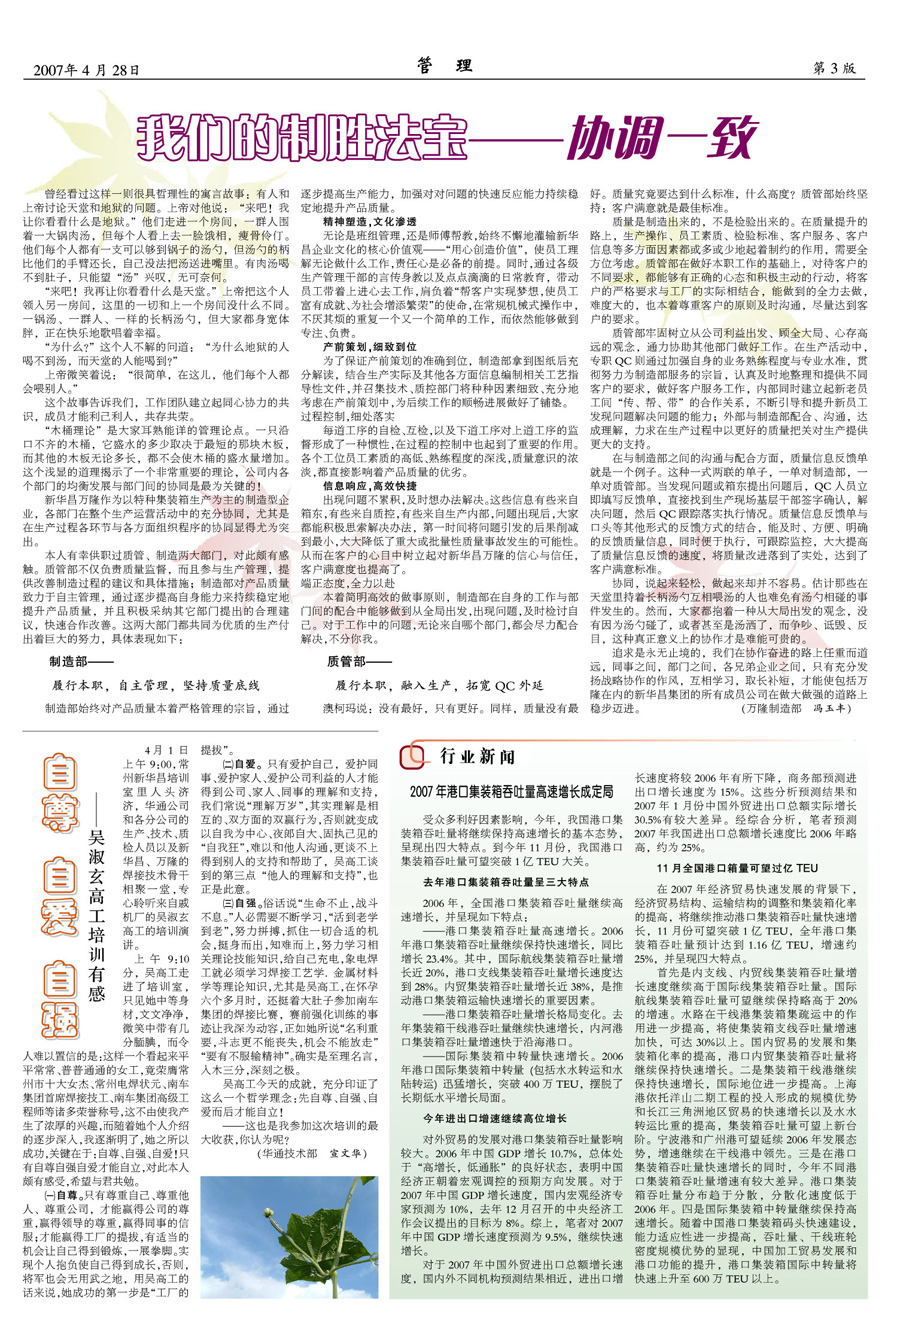 2007年 4 月 28日
管 理
第 3 版
我们的制胜法宝——协调一致
曾经看过这样一则很具哲理性的寓言故事：有人和
上帝讨论天堂和地狱的问题。上帝对他说：“来吧！我
让你看看什么是地狱。”他们走进一个房间，一群人围
着一大锅肉汤，但每个人看上去一脸饿相，瘦骨伶仃。
他们每个人都有一支可以够到锅子的汤勺，但汤勺的柄
比他们的手臂还长，自己没法把汤送进嘴里。有肉汤喝
不到肚子，只能望“汤”兴叹，无可奈何。
“来吧！我再让你看看什么是天堂。”上帝把这个人
领入另一房间，这里的一切和上一个房间没什么不同。
一锅汤、一群人、一样的长柄汤勺，但大家都身宽体
胖，正在快乐地歌唱着幸福。
“为什么？”这个人不解的问道：“为什么地狱的人
喝不到汤，而天堂的人能喝到？”
上帝微笑着说：“很简单，在这儿，他们每个人都
会喂别人。”
这个故事告诉我们，工作团队建立起同心协力的共
识，成员才能利己利人，共存共荣。
“木桶理论”是大家耳熟能详的管理论点。一只沿
口不齐的木桶，它盛水的多少取决于最短的那块木板，
而其他的木板无论多长，都不会使木桶的盛水量增加。
这个浅显的道理揭示了一个非常重要的理论，公司内各
个部门的均衡发展与部门间的协同是最为关键的！
新华昌万隆作为以特种集装箱生产为主的制造型企
业，各部门在整个生产运营活动中的充分协同，尤其是
在生产过程各环节与各方面组织程序的协同显得尤为突
出。
本人有幸供职过质管、制造两大部门，对此颇有感
触。质管部不仅负责质量监督，而且参与生产管理，提
供改善制造过程的建议和具体措施；制造部对产品质量
致力于自主管理，通过逐步提高自身能力来持续稳定地
提升产品质量，并且积极采纳其它部门提出的合理建
议，快速合作改善。这两大部门都共同为优质的生产付
出着巨大的努力，具体表现如下：
制造部——
履行本职，自主管理，坚持质量底线
制造部始终对产品质量本着严格管理的宗旨，通过
逐步提高生产能力，加强对对问题的快速反应能力持续稳
定地提升产品质量。
精神塑造,文化渗透
无论是班组管理,还是师傅帮教,始终不懈地灌输新华
昌企业文化的核心价值观——“用心创造价值”，使员工理
解无论做什么工作,责任心是必备的前提。同时,通过各级
生产管理干部的言传身教以及点点滴滴的日常教育，带动
员工带着上进心去工作,肩负着“帮客户实现梦想,使员工
富有成就、为社会增添繁荣”的使命,在常规机械式操作中,
不厌其烦的重复一个又一个简单的工作，而依然能够做到
专注、负责。
产前策划,细致到位
为了保证产前策划的准确到位，制造部拿到图纸后充
分解读，结合生产实际及其他各方面信息编制相关工艺指
导性文件,并召集技术、质控部门将种种因素细致、充分地
考虑在产前策划中,为后续工作的顺畅进展做好了铺垫。
过程控制,细处落实
每道工序的自检、互检,以及下道工序对上道工序的监
督形成了一种惯性,在过程的控制中也起到了重要的作用。
各个工位员工素质的高低、熟练程度的深浅,质量意识的浓
淡,都直接影响着产品质量的优劣。
信息响应,高效快捷
出现问题不累积,及时想办法解决。这些信息有些来自
箱东,有些来自质控,有些来自生产内部,问题出现后,大家
都能积极思索解决办法，第一时间将问题引发的后果削减
到最小,大大降低了重大或批量性质量事故发生的可能性。
从而在客户的心目中树立起对新华昌万隆的信心与信任,
客户满意度也提高了。
端正态度,全力以赴
本着简明高效的做事原则，制造部在自身的工作与部
门间的配合中能够做到从全局出发,出现问题,及时检讨自
己。对于工作中的问题,无论来自哪个部门,都会尽力配合
解决,不分你我。
质管部——
履行本职，融入生产，拓宽 QC 外延
澳柯玛说：没有最好，只有更好。同样，质量没有最
好。质量究竟要达到什么标准，什么高度？质管部始终坚
持：客户满意就是最佳标准。
质量是制造出来的，不是检验出来的。在质量提升的
路上，生产操作、员工素质、检验标准、客户服务、客户
信息等多方面因素都或多或少地起着制约的作用，需要全
方位考虑。质管部在做好本职工作的基础上，对待客户的
不同要求，都能够有正确的心态和积极主动的行动，将客
户的严格要求与工厂的实际相结合，能做到的全力去做，
难度大的，也本着尊重客户的原则及时沟通，尽量达到客
户的要求。
质管部牢固树立从公司利益出发、顾全大局、心存高
远的观念，通力协助其他部门做好工作。在生产活动中，
专职 QC 则通过加强自身的业务熟练程度与专业水准，贯
彻努力为制造部服务的宗旨，认真及时地整理和提供不同
客户的要求，做好客户服务工作，内部同时建立起新老员
工间“传、帮、带”的合作关系，不断引导和提升新员工
发现问题解决问题的能力；外部与制造部配合、沟通，达
成理解，力求在生产过程中以更好的质量把关对生产提供
更大的支持。
在与制造部之间的沟通与配合方面，质量信息反馈单
就是一个例子。这种一式两联的单子，一单对制造部，一
单对质管部。当发现问题或箱东提出问题后，QC 人员立
即填写反馈单，直接找到生产现场基层干部签字确认，解
决问题，然后 QC 跟踪落实执行情况。质量信息反馈单与
口头等其他形式的反馈方式的结合，能及时、方便、明确
的反馈质量信息，同时便于执行，可跟踪监控，大大提高
了质量信息反馈的速度，将质量改进落到了实处，达到了
客户满意标准。
协同，说起来轻松，做起来却并不容易。估计那些在
天堂里持着长柄汤勺互相喂汤的人也难免有汤勺相碰的事
件发生的。然而，大家都抱着一种从大局出发的观念，没
有因为汤勺碰了，或者甚至是汤洒了，而争吵、诋毁、反
目，这种真正意义上的协作才是难能可贵的。
追求是永无止境的，我们在协作奋进的路上任重而道
远，同事之间，部门之间，各兄弟企业之间，只有充分发
扬战略协作的作风，互相学习，取长补短，才能使包括万
隆在内的新华昌集团的所有成员公司在做大做强的道路上
稳步迈进。 （万隆制造部 冯玉丰）
自尊 自爱 自强
——吴淑玄高工培训有感
4 月 1 日
上午 9:00,常
州新华昌培训
室里人头济
济，华通公司
和各分公司的
生产、技术、质
检人员以及新
华昌、万隆的
焊接技术骨干
相聚一堂,专
心聆听来自戚
机厂的吴淑玄
高工的培训演
讲。
上午 9:10
分，吴高工走
进了培训室，
只见她中等身
材,文文净净，
微笑中带有几
分腼腆，而令
人难以置信的是:这样一个看起来平
平常常、普普通通的女工,竟荣膺常
州市十大女杰、常州电焊状元、南车
集团首席焊接技工、南车集团高级工
程师等诸多荣誉称号,这不由使我产
生了浓厚的兴趣,而随着她个人介绍
的逐步深入,我逐渐明了,她之所以
成功,关键在于:自尊、自强、自爱!只
有自尊自强自爱才能自立,对此本人
颇有感受,希望与君共勉。
㈠自尊。只有尊重自己、尊重他
人、尊重公司，才能赢得公司的尊
重,赢得领导的尊重,赢得同事的信
服;才能赢得工厂的提拔,有适当的
机会让自己得到锻炼,一展拳脚。实
现个人抱负使自己得到成长,否则,
将军也会无用武之地，用吴高工的
话来说,她成功的第一步是“工厂的
提拔”。
㈡自爱。只有爱护自己，爱护同
事、爱护家人、爱护公司利益的人才能
得到公司、家人、同事的理解和支持，
我们常说“理解万岁”,其实理解是相
互的、双方面的双赢行为,否则就变成
以自我为中心、夜郎自大、固执己见的
“自我狂”,难以和他人沟通,更谈不上
得到别人的支持和帮助了，吴高工谈
到的第三点 “他人的理解和支持”,也
正是此意。
㈢自强。俗话说“生命不止,战斗
不息。”人必需要不断学习,“活到老学
到老”,努力拼搏,抓住一切合适的机
会,挺身而出,知难而上,努力学习相
关理论技能知识,给自己充电,象电焊
工就必须学习焊接工艺学、金属材料
学等理论知识,尤其是吴高工,在怀孕
六个多月时，还挺着大肚子参加南车
集团的焊接比赛，赛前强化训练的事
迹让我深为动容,正如她所说“名利重
要,斗志更不能丧失,机会不能放走”
“要有不服输精神”。确实是至理名言,
入木三分,深刻之极。
吴高工今天的成就，充分印证了
这么一个哲学理念:先自尊、自强、自
爱而后才能自立!
——这也是我参加这次培训的最
大收获,你认为呢?
(华通技术部 宣文华)
行业新闻
2007 年港口集装箱吞吐量高速增长成定局
受众多利好因素影响，今年，我国港口集
装箱吞吐量将继续保持高速增长的基本态势，
呈现出四大特点。到今年 11 月份，我国港口
集装箱吞吐量可望突破 1 亿 TEU 大关。
去年港口集装箱吞吐量呈三大特点
2006 年，全国港口集装箱吞吐量继续高
速增长，并呈现如下特点：
——港口集装箱吞吐量高速增长。2006
年港口集装箱吞吐量继续保持快速增长，同比
增长 23.4%。其中，国际航线集装箱吞吐量增
长近 20%，港口支线集装箱吞吐量增长速度达
到 28%。内贸集装箱吞吐量增长近 38%，是推
动港口集装箱运输快速增长的重要因素。
——港口集装箱吞吐量增长格局变化。去
年集装箱干线港吞吐量继续快速增长，内河港
口集装箱吞吐量增速快于沿海港口。
——国际集装箱中转量快速增长。2006
年港口国际集装箱中转量 (包括水水转运和水
陆转运) 迅猛增长，突破 400 万 TEU，摆脱了
长期低水平增长局面。
今年进出口增速继续高位增长
对外贸易的发展对港口集装箱吞吐量影响
较大。2006 年中国 GDP 增长 10.7%，总体处
于“高增长，低通胀”的良好状态，表明中国
经济正朝着宏观调控的预期方向发展。对于
2007 年中国 GDP 增长速度，国内宏观经济专
家预测为 10%，去年 12 月召开的中央经济工
作会议提出的目标为 8%。综上，笔者对 2007
年中国 GDP 增长速度预测为 9.5%，继续快速
增长。
对于 2007 年中国外贸进出口总额增长速
度，国内外不同机构预测结果相近，进出口增
长速度将较 2006 年有所下降，商务部预测进
出口增长速度为 15%。这些分析预测结果和
2007 年 1 月份中国外贸进出口总额实际增长
30.5%有较大差异。经综合分析，笔者预测
2007 年我国进出口总额增长速度比 2006 年略
高，约为 25%。
11 月全国港口箱量可望过亿 TEU
在 2007 年经济贸易快速发展的背景下，
经济贸易结构、运输结构的调整和集装箱化率
的提高，将继续推动港口集装箱吞吐量快速增
长，11 月份可望突破 1 亿 TEU，全年港口集
装箱吞吐量预计达到 1.16 亿 TEU，增速约
25%，并呈现四大特点。
首先是内支线、内贸线集装箱吞吐量增
长速度继续高于国际线集装箱吞吐量。国际
航线集装箱吞吐量可望继续保持略高于 20%
的增速。水路在干线港集装箱集疏运中的作
用进一步提高，将使集装箱支线吞吐量增速
加快，可达 30%以上。国内贸易的发展和集
装箱化率的提高，港口内贸集装箱吞吐量将
继续保持快速增长。二是集装箱干线港继续
保持快速增长，国际地位进一步提高。上海
港依托洋山二期工程的投入形成的规模优势
和长江三角洲地区贸易的快速增长以及水水
转运比重的提高，集装箱吞吐量可望上新台
阶。宁波港和广州港可望延续 2006 年发展态
势，增速继续在干线港中领先。三是在港口
集装箱吞吐量快速增长的同时，今年不同港
口集装箱吞吐量增速有较大差异。港口集装
箱吞吐量分布趋于分散，分散化速度低于
2006 年。四是国际集装箱中转量继续保持高
速增长。随着中国港口集装箱码头快速建设，
能力适应性进一步提高，吞吐量、干线班轮
密度规模优势的显现，中国加工贸易发展和
港口功能的提升，港口集装箱国际中转量将
快速上升至 600 万 TEU 以上。